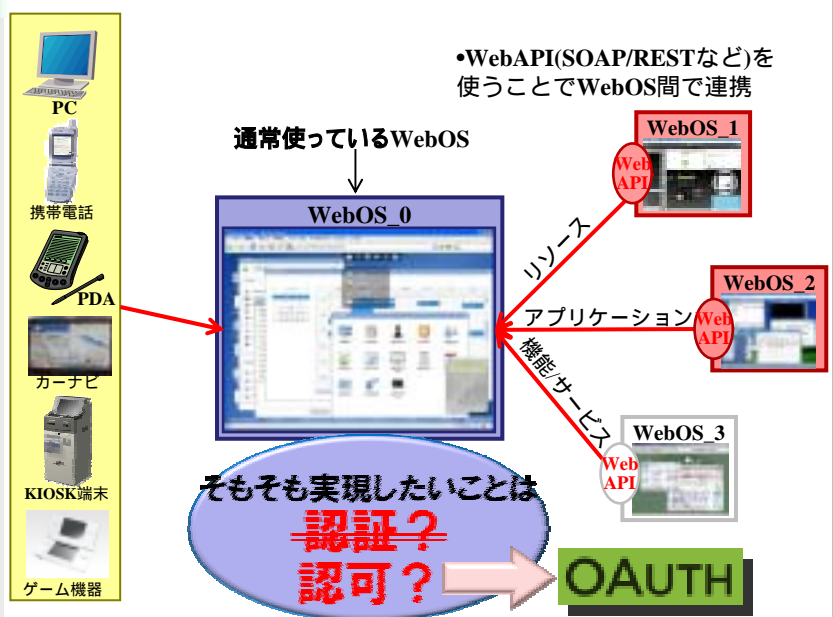 PC
携帯電話
PDA
カーナビ
KIOSK端末
ゲーム機器
•WebAPI(SOAP/RESTなど)を
使うことでWebOS間で連携
通常使っているWebOS
WebOS_0
WebOS_1
Web
API
リソース
WebOS_2
Web
API
アプリケーション
WebOS_3
Web
API
機能/サービス
そもそも実現したいことは
認証？
認可？
OAUTH